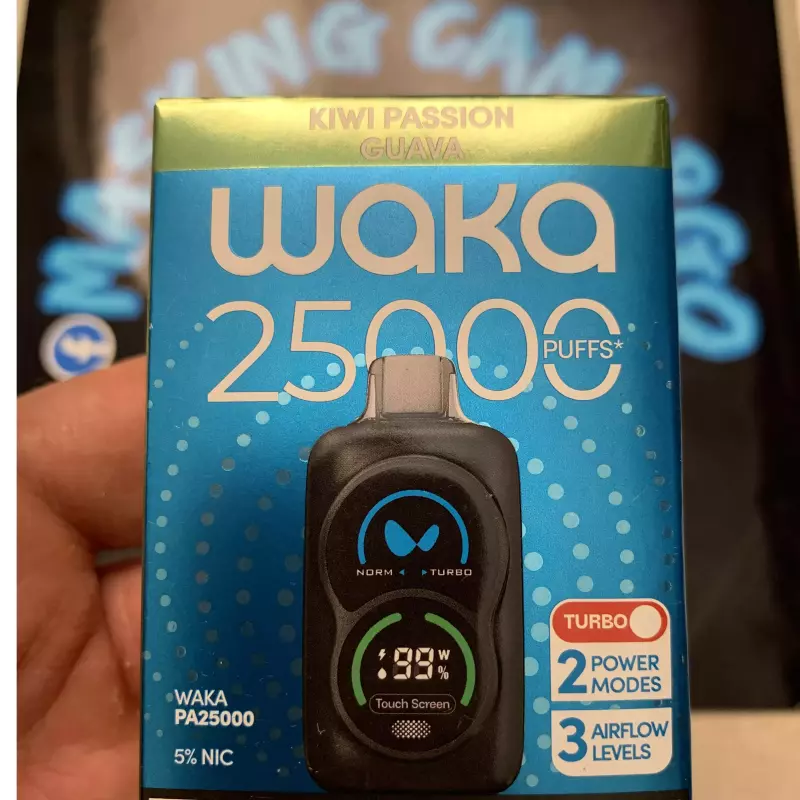 KIWI PASSION
GUAVA
WAKA
25000
PUFFS*
NORM TURBO
99 W
%
Touch Screen
WAKA
PA25000
5% NIC
TURBO
2 POWER
MODES
3 AIRFLOW
LEVELS